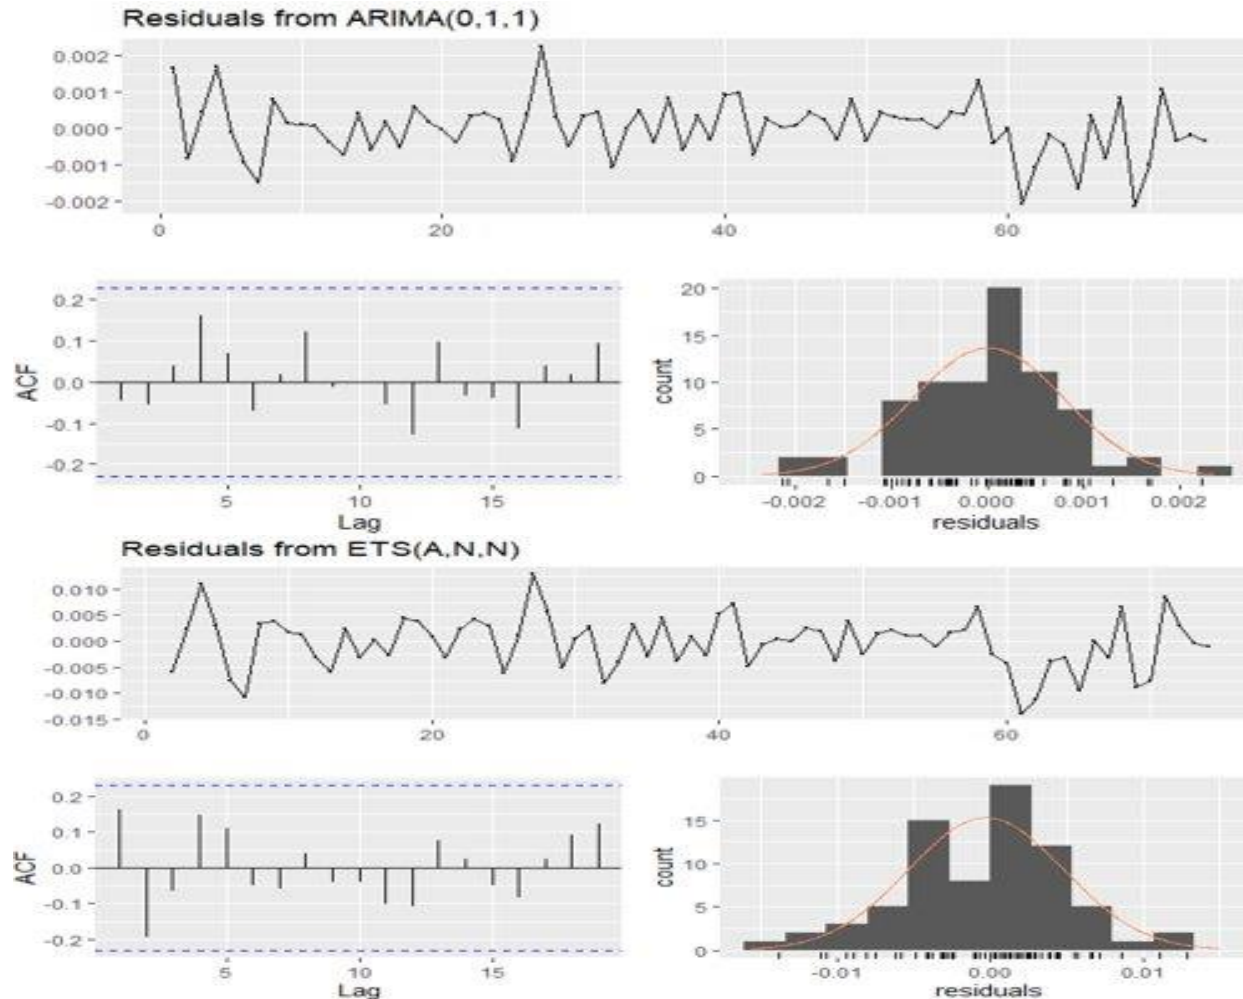 Residuals from ARIMA(0,1,1)
0.002
0.001
0.000
-0.001
-0.002
0 20 40 60
ACF
0.2
0.1
0.0
-0.1
-0.2
5 15
Lag
count
20
15
10
5
0
-0.002 -0.001 0.000 0.001 0.002
residuals
Residuals from ETS(A,N,N)
0.010
0.005
0.000
-0.005
-0.010
-0.015
0 20 40 60
ACF
0.2
0.1
0.0
-0.1
-0.2
5 15
Lag
count
15
10
5
0
-0.01 0.00 0.01
residuals